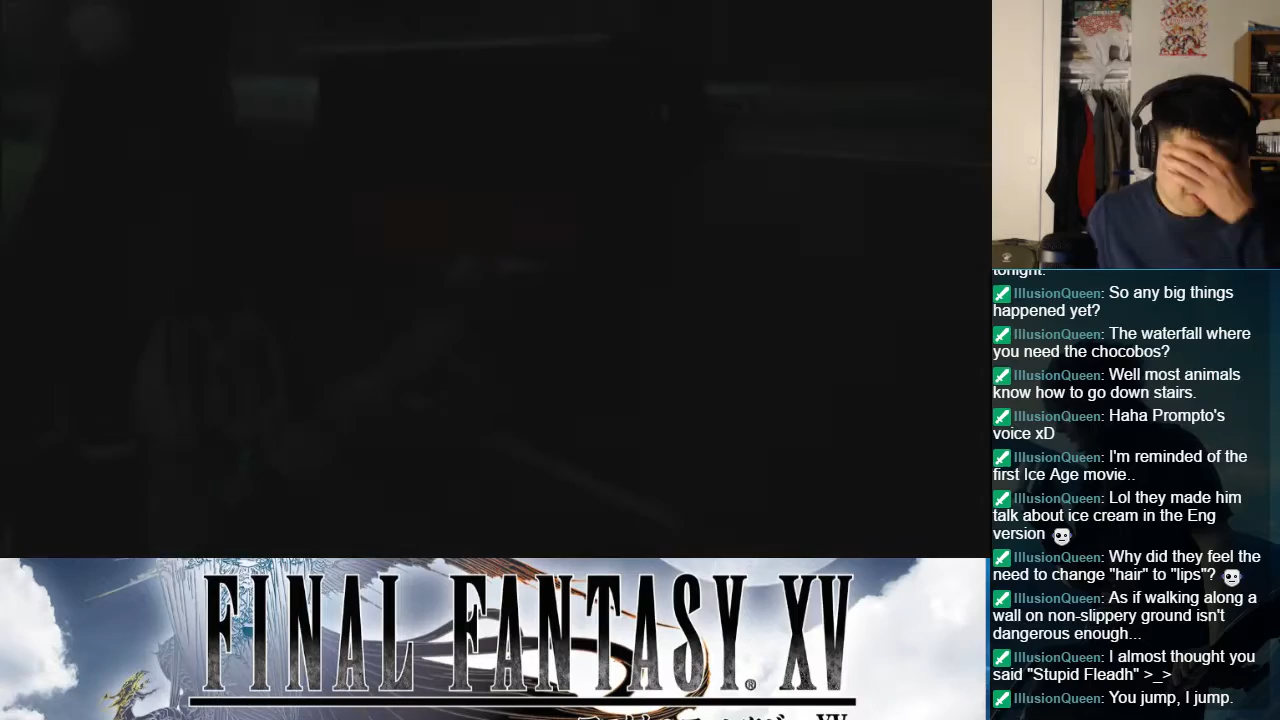 FINAL FANTASY XV
tonight.
IllusionQueen: So any big things
happened yet?
IllusionQueen: The waterfall where
you need the chocobos?
IllusionQueen: Well most animals
know how to go down stairs.
IllusionQueen: Haha Prompto's
voice xD
IllusionQueen: I'm reminded of the
first Ice Age movie..
IllusionQueen: Lol they made him
talk about ice cream in the Eng
version
IllusionQueen: Why did they feel the
need to change "hair" to "lips"?
IllusionQueen: As if walking along a
wall on non-slippery ground isn't
dangerous enough...
IllusionQueen: I almost thought you
said "Stupid Fleadh" >_>
IllusionQueen: You jump, I jump.